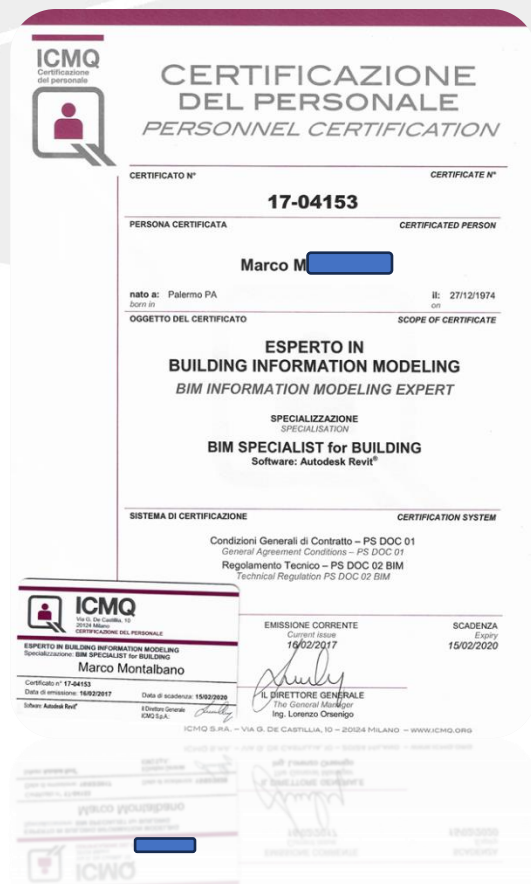 ICMQ
Certificazione
del personale
CERTIFICAZIONE
DEL PERSONALE
PERSONNEL CERTIFICATION
CERTIFICATO N° CERTIFICATE N°
17-04153
PERSONA CERTIFICATA CERTIFICATED PERSON
Marco M
nato a: Palermo PA il: 27/12/1974
born in on
OGGETTO DEL CERTIFICATO SCOPE OF CERTIFICATE
ESPERTO IN
BUILDING INFORMATION MODELING
BIM INFORMATION MODELING EXPERT
SPECIALIZZAZIONE
SPECIALISATION
BIM SPECIALIST for BUILDING
Software: Autodesk Revit®
SISTEMA DI CERTIFICAZIONE CERTIFICATION SYSTEM
Condizioni Generali di Contratto – PS DOC 01
General Agreement Conditions – PS DOC 01
Regolamento Tecnico – PS DOC 02 BIM
Technical Regulation PS DOC 02 BIM
EMISSIONE CORRENTE SCADENZA
Current issue Expiry
16/02/2017 15/02/2020
IL DIRETTORE GENERALE
The General Manager
Ing. Lorenzo Orsenigo
ICMQ S.P.A. – VIA G. DE CASTILLIA, 10 – 20124 MILANO – WWW.ICMQ.ORG
ICMQ
Via G. De Castillia, 10
20124 Milano
CERTIFICAZIONE DEL PERSONALE
ESPERTO IN BUILDING INFORMATION MODELING
Specializzazione: BIM SPECIALIST for BUILDING
Marco Montalbano
Certificato n° 17-04153
Data di emissione: 16/02/2017 Data di scadenza: 15/02/2020
Software: Autodesk Revit® Il Direttore Generale
ICMQ S.p.A.